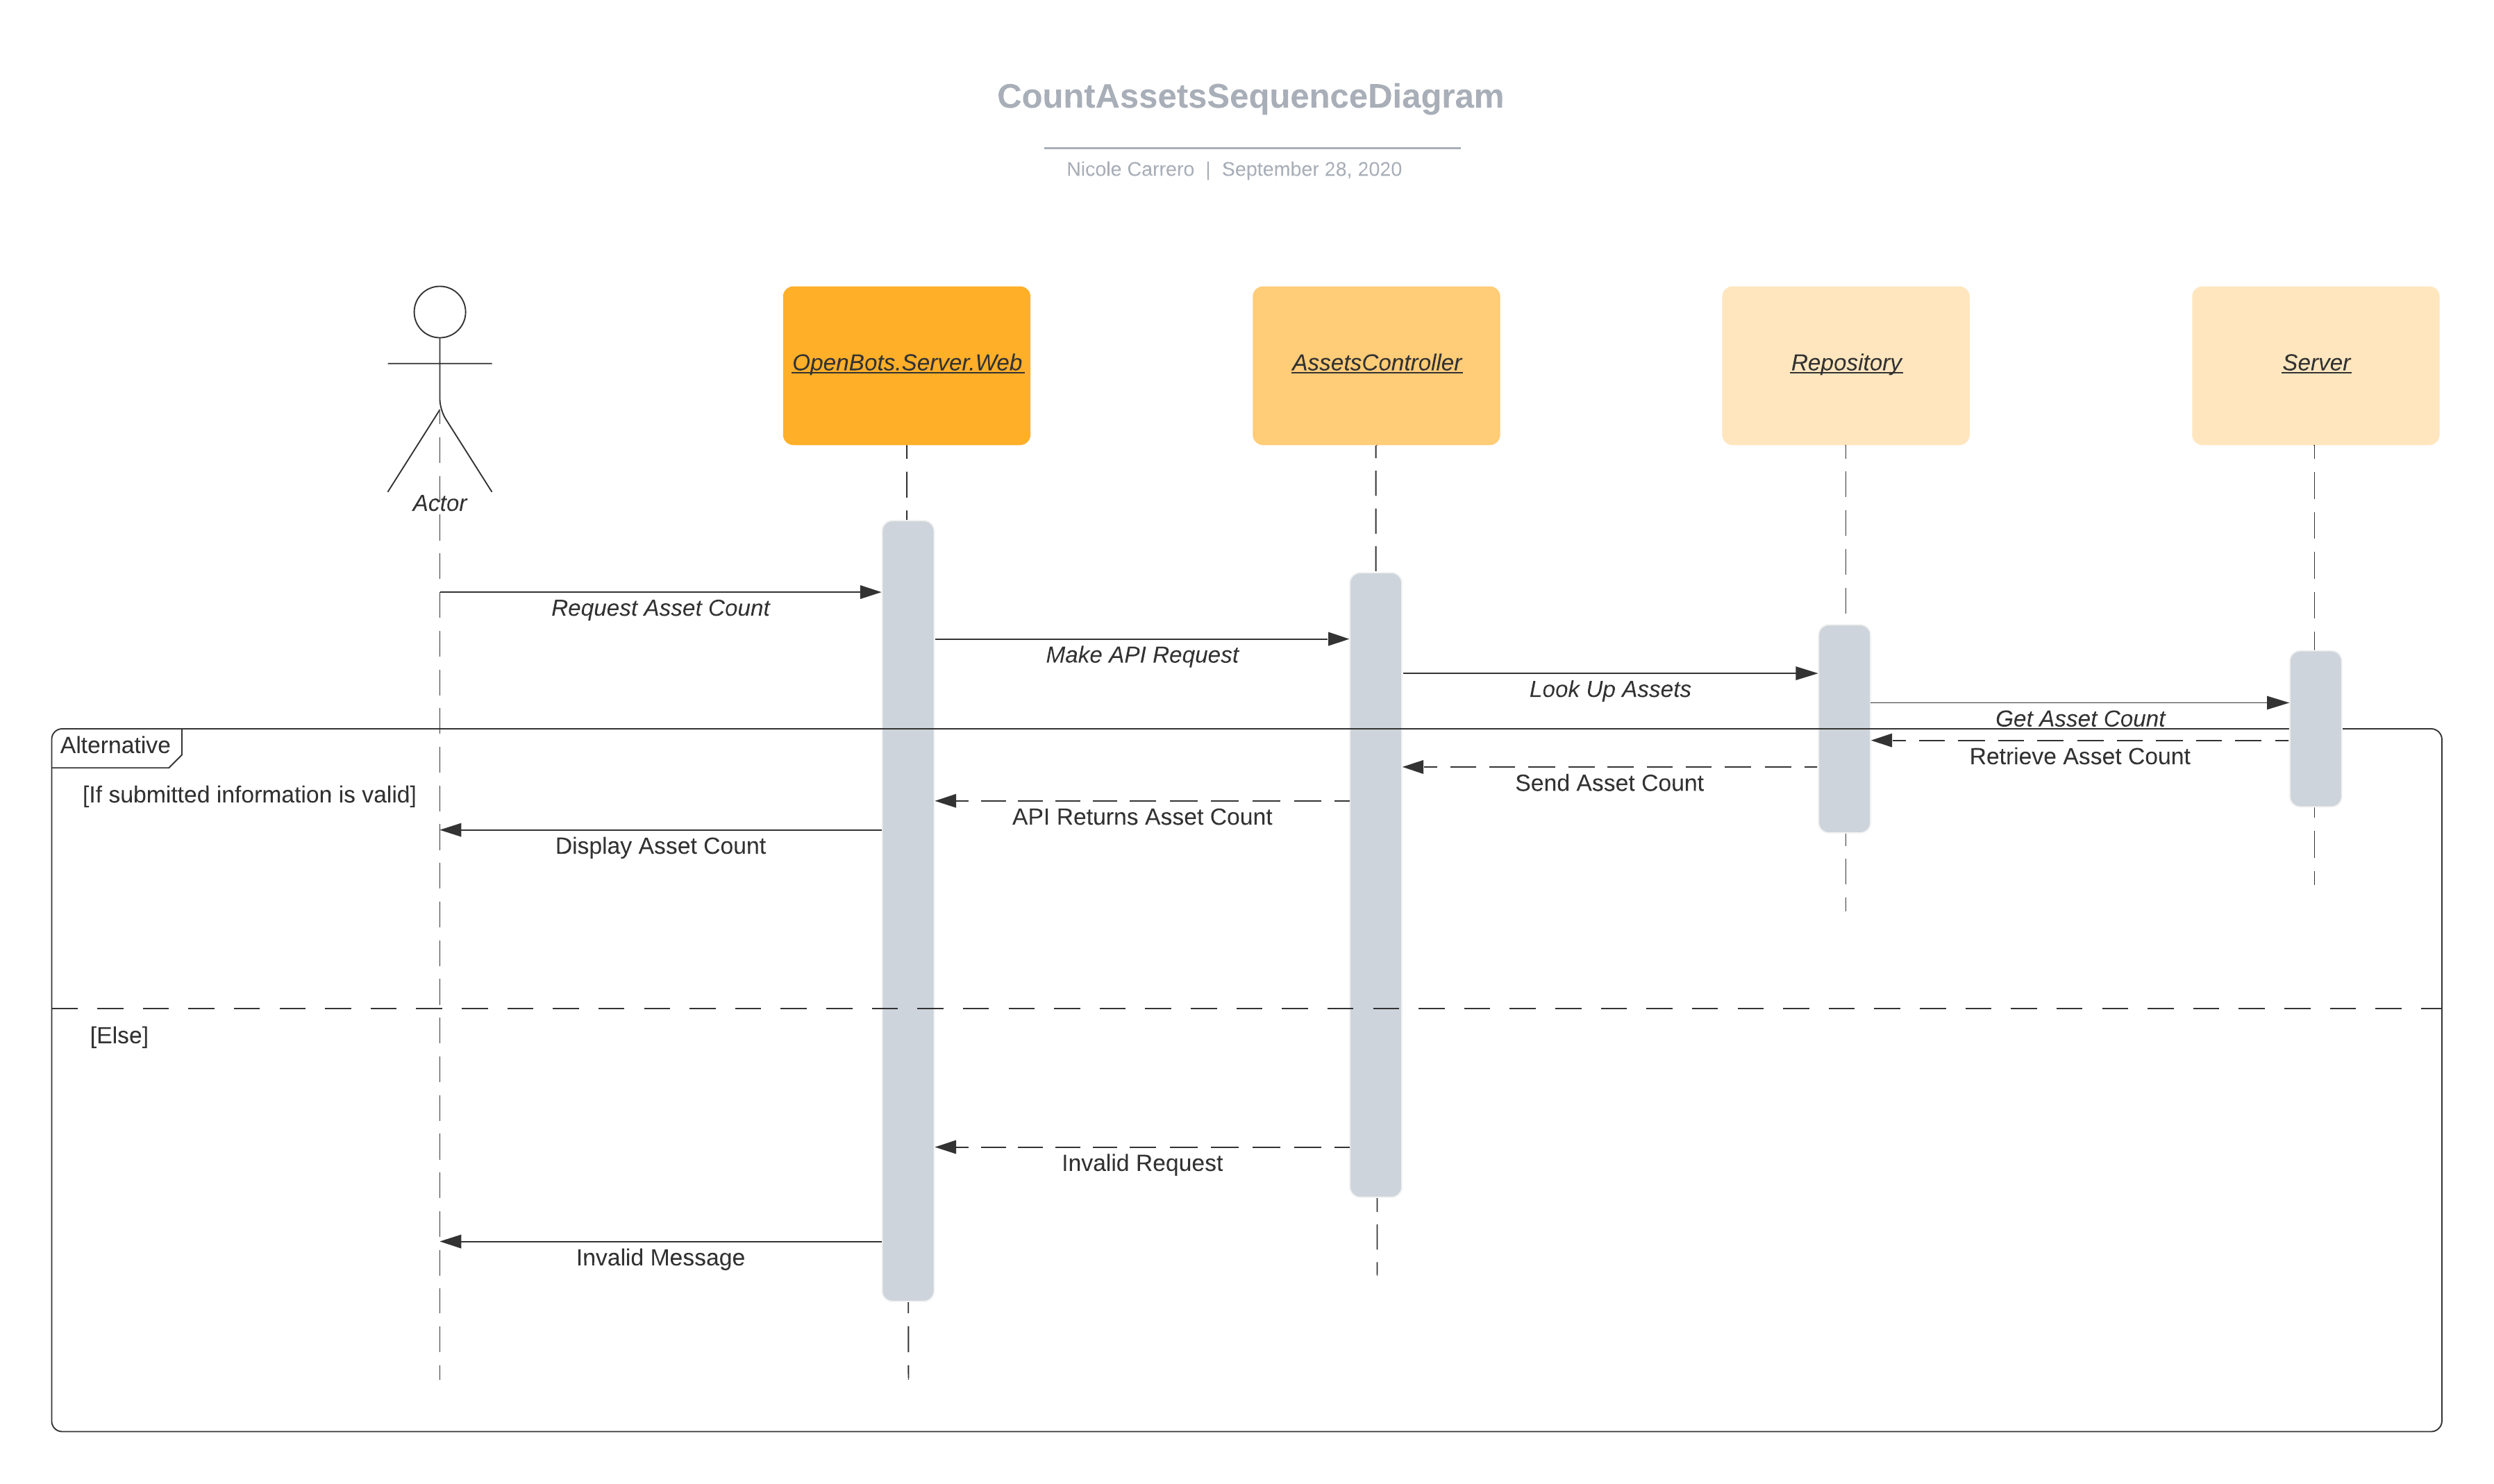 CountAssetsSequenceDiagram
Nicole Carrero | September 28, 2020
OpenBots.Server.Web
AssetsController
Repository
Server
Actor
Request Asset Count
Make API Request
Look Up Assets
Get Asset Count
Alternative
Retrieve Asset Count
Send Asset Count
[If submitted information is valid]
API Returns Asset Count
Display Asset Count
[Else]
Invalid Request
Invalid Message